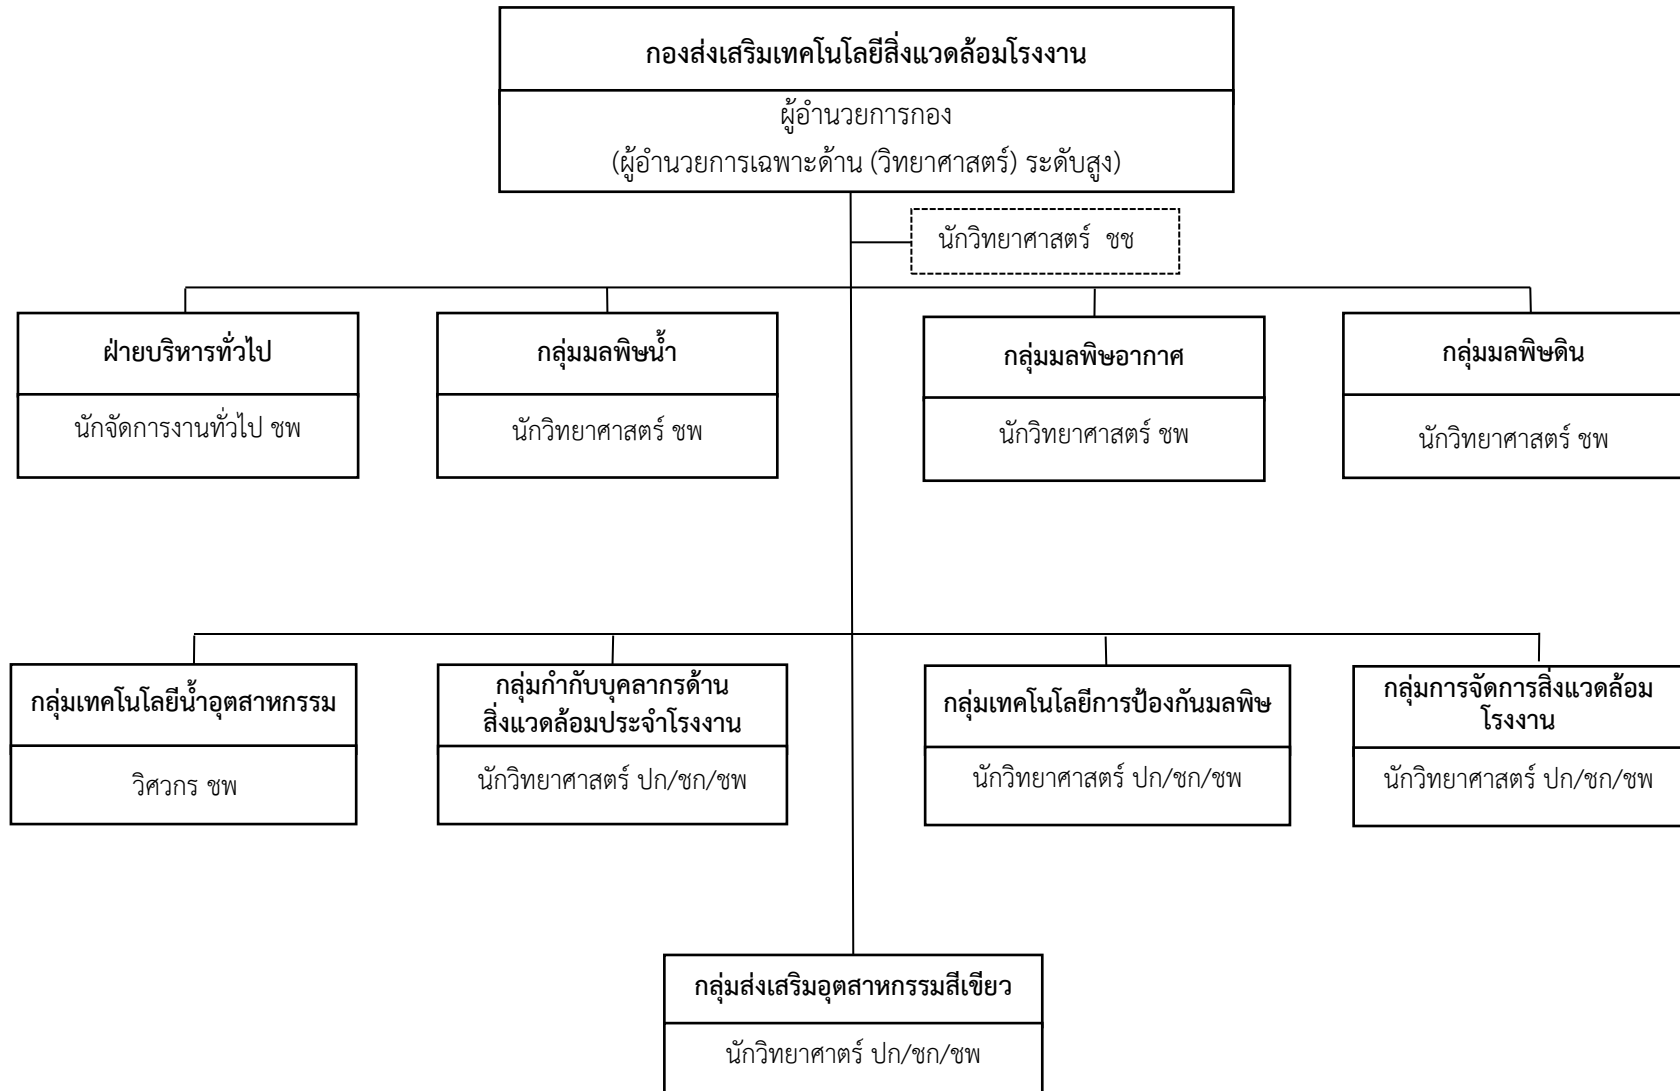 กองส่งเสริมเทคโนโลยีสิ่งแวดล้อมโรงงาน
ผู้อำนวยการกอง
(ผู้อำนวยการเฉพาะด้าน (วิทยาศาสตร์) ระดับสูง)
นักวิทยาศาสตร์ ชช
ฝ่ายบริหารทั่วไป
นักจัดการงานทั่วไป ชพ
กลุ่มมลพิษน้ำ
นักวิทยาศาสตร์ ชพ
กลุ่มมลพิษอากาศ
นักวิทยาศาสตร์ ชพ
กลุ่มมลพิษดิน
นักวิทยาศาสตร์ ชพ
กลุ่มเทคโนโลยีน้ำอุตสาหกรรม
วิศวกร ชพ
กลุ่มกำกับบุคลากรด้าน
สิ่งแวดล้อมประจำโรงงาน
นักวิทยาศาสตร์ ปก/ชก/ชพ
กลุ่มเทคโนโลยีการป้องกันมลพิษ
นักวิทยาศาสตร์ ปก/ชก/ชพ
กลุ่มการจัดการสิ่งแวดล้อม
โรงงาน
นักวิทยาศาสตร์ ปก/ชก/ชพ
กลุ่มส่งเสริมอุตสาหกรรมสีเขียว
นักวิทยาศาตร์ ปก/ชก/ชพ